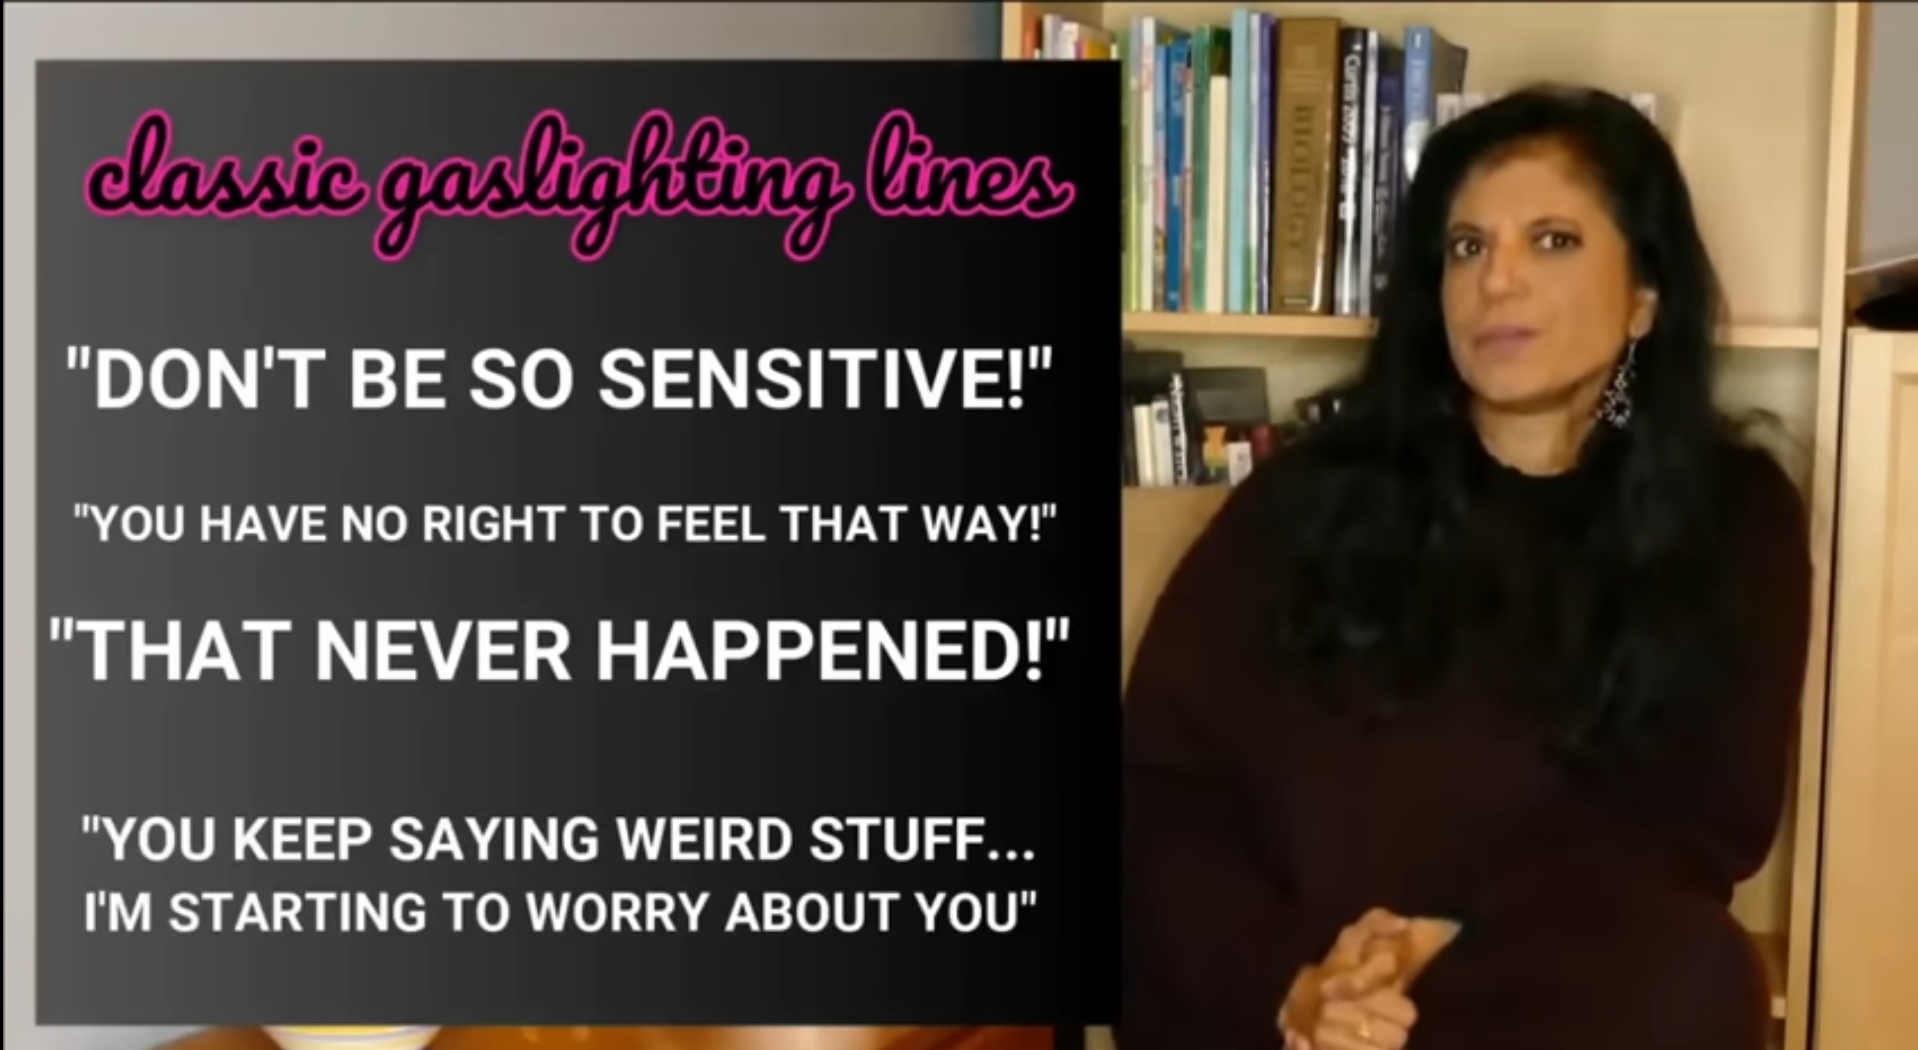 classic gaslighting lines
"DON'T BE SO SENSITIVE!"
"YOU HAVE NO RIGHT TO FEEL THAT WAY!"
"THAT NEVER HAPPENED!"
"YOU KEEP SAYING WEIRD STUFF...
I'M STARTING TO WORRY ABOUT YOU"
BIOLOGY